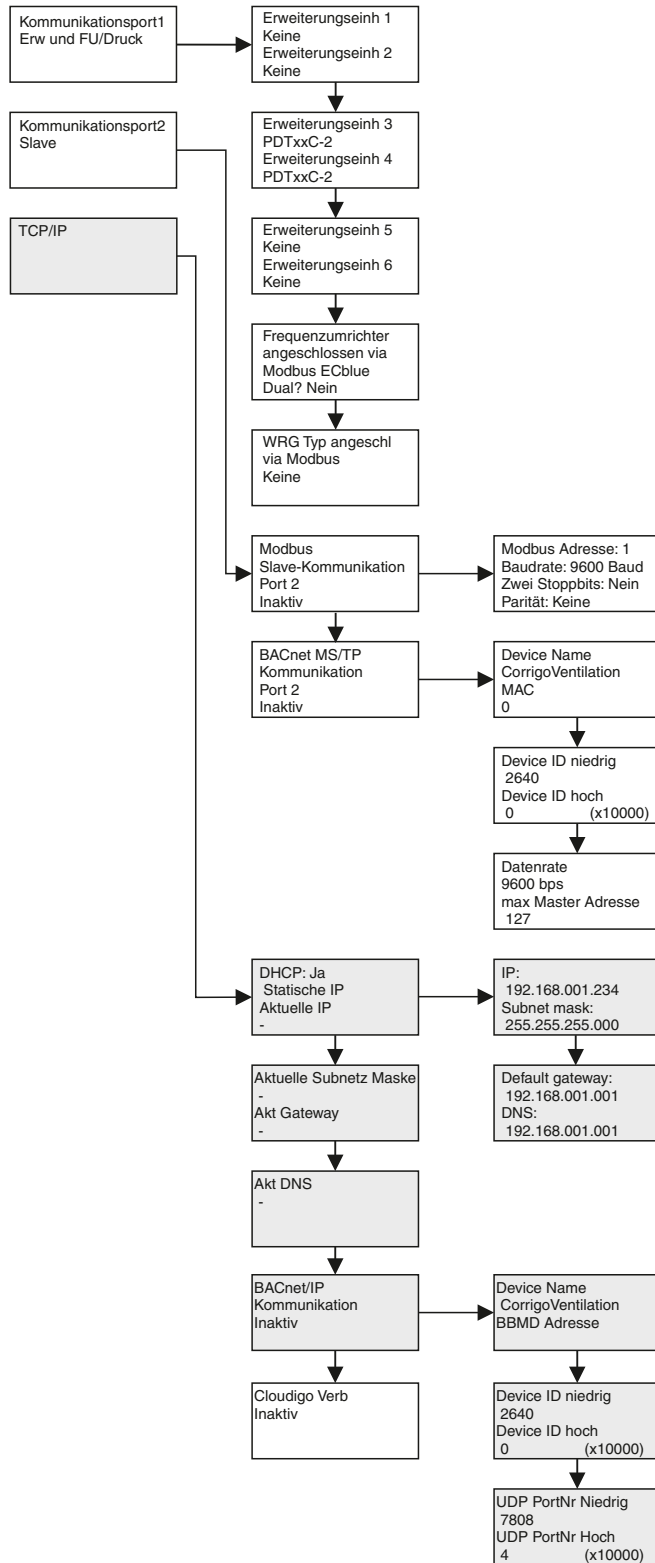 Kommunikationsport1
Erw und FU/Druck
Erweiterungseinh 1
Keine
Erweiterungseinh 2
Keine
Kommunikationsport2
Slave
Erweiterungseinh 3
PDTxxC-2
Erweiterungseinh 4
PDTxxC-2
TCP/IP
Erweiterungseinh 5
Keine
Erweiterungseinh 6
Keine
Frequenzumrichter
angeschlossen via
Modbus ECblue
Dual? Nein
WRG Typ angeschl
via Modbus
Keine
Modbus
Slave-Kommunikation
Port 2
Inaktiv
Modbus Adresse: 1
Baudrate: 9600 Baud
Zwei Stoppbits: Nein
Parität: Keine
BACnet MS/TP
Kommunikation
Port 2
Inaktiv
Device Name
CorrigoVentilation
MAC
0
Device ID niedrig
2640
Device ID hoch
0 (x10000)
Datenrate
9600 bps
max Master Adresse
127
DHCP: Ja
Statische IP
Aktuelle IP
-
IP:
192.168.001.234
Subnet mask:
255.255.255.000
Aktuelle Subnetz Maske
-
Akt Gateway
-
Default gateway:
192.168.001.001
DNS:
192.168.001.001
Akt DNS
-
BACnet/IP
Kommunikation
Inaktiv
Device Name
CorrigoVentilation
BBMD Adresse
Cloudigo Verb
Inaktiv
Device ID niedrig
2640
Device ID hoch
0 (x10000)
UDP PortNr Niedrig
7808
UDP PortNr Hoch
4 (x10000)